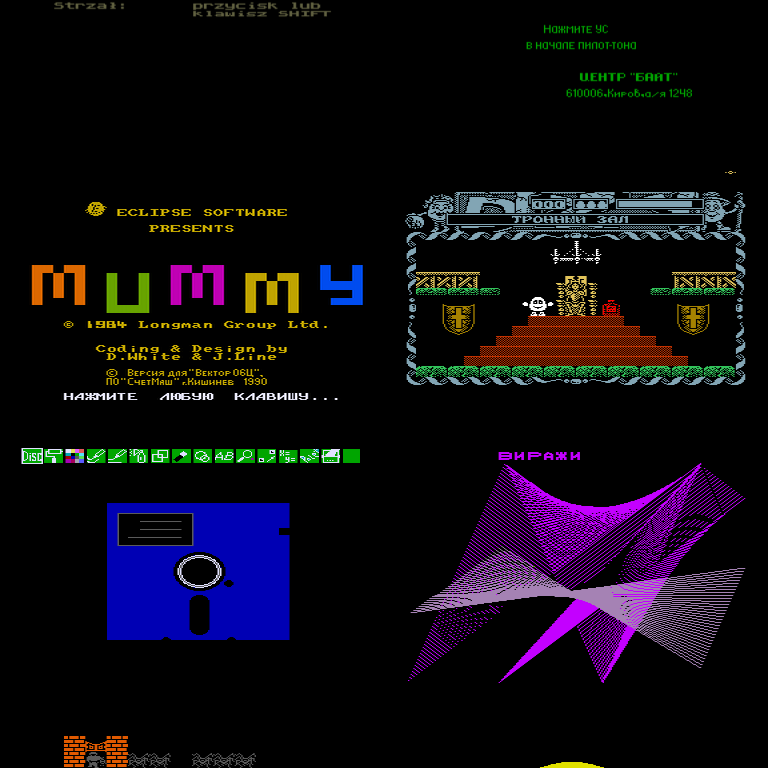 Strzał: przycisk lub
klawisz SHIFT
Нажмите УС
в начале пилот-тона
ЦЕНТР "БААТ"
610006.Киров.а/я 1248
ECLIPSE SOFTWARE
PRESENTS
MUMMY
© 1984 Longman Group Ltd.
Coding & Design by
D.White & J.Line
© Версия для"Вектор 06Ц".
ПО"СчетМаш" г.Кишинев 1990
НАЖМИТЕ ЛЮБУЮ КЛАВИШУ...
ТРОННЫЙ ЗАЛ
Disc
AB
ВИРАЖИ